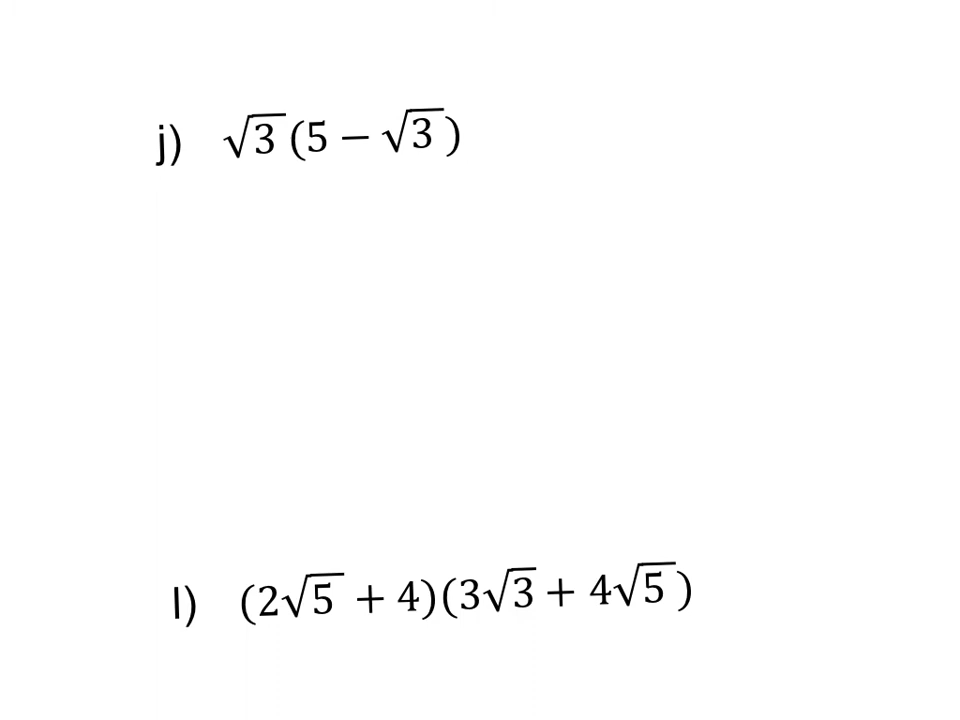 j) √3 (5 − √3 )
l) (2√5 + 4)(3√3 + 4√5 )